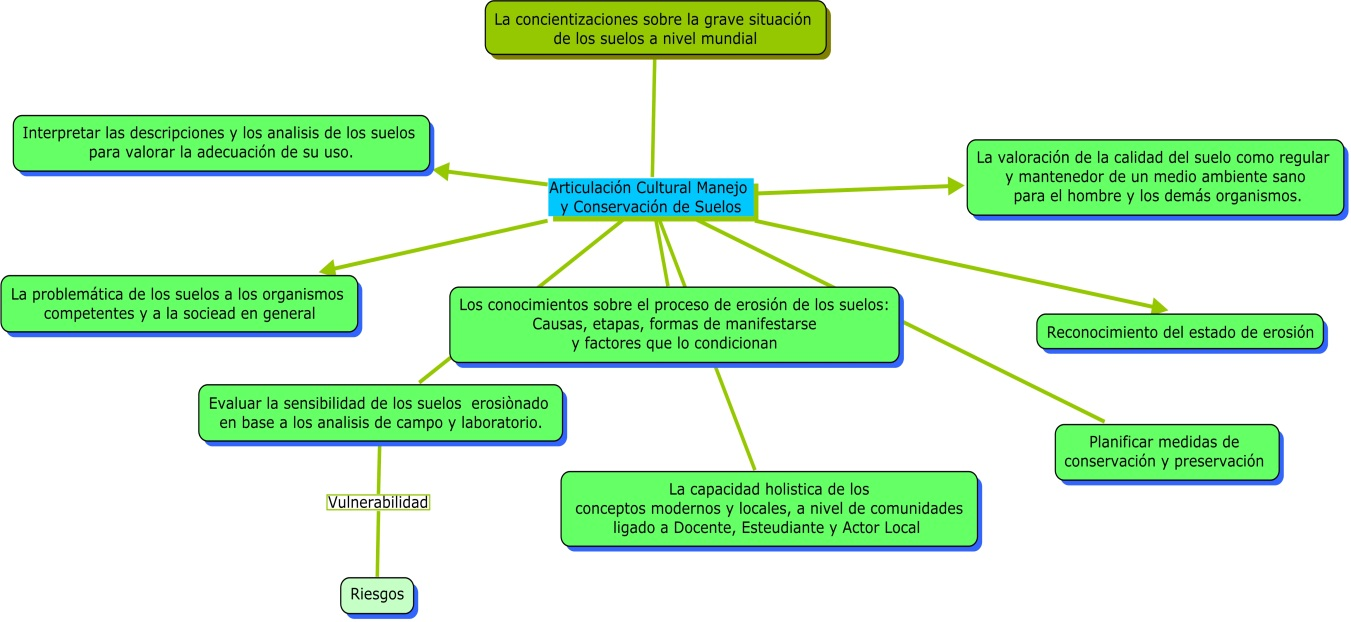 La concientizaciones sobre la grave situación
de los suelos a nivel mundial
Interpretar las descripciones y los analisis de los suelos
para valorar la adecuación de su uso.
La valoración de la calidad del suelo como regular
y mantenedor de un medio ambiente sano
para el hombre y los demás organismos.
Articulación Cultural Manejo
y Conservación de Suelos
La problemática de los suelos a los organismos
competentes y a la sociead en general
Los conocimientos sobre el proceso de erosión de los suelos:
Causas, etapas, formas de manifestarse
y factores que lo condicionan
Reconocimiento del estado de erosión
Evaluar la sensibilidad de los suelos  erosiònado
en base a los analisis de campo y laboratorio.
Planificar medidas de
conservación y preservación
Vulnerabilidad
La capacidad holistica de los
conceptos modernos y locales, a nivel de comunidades
ligado a Docente, Esteudiante y Actor Local
Riesgos